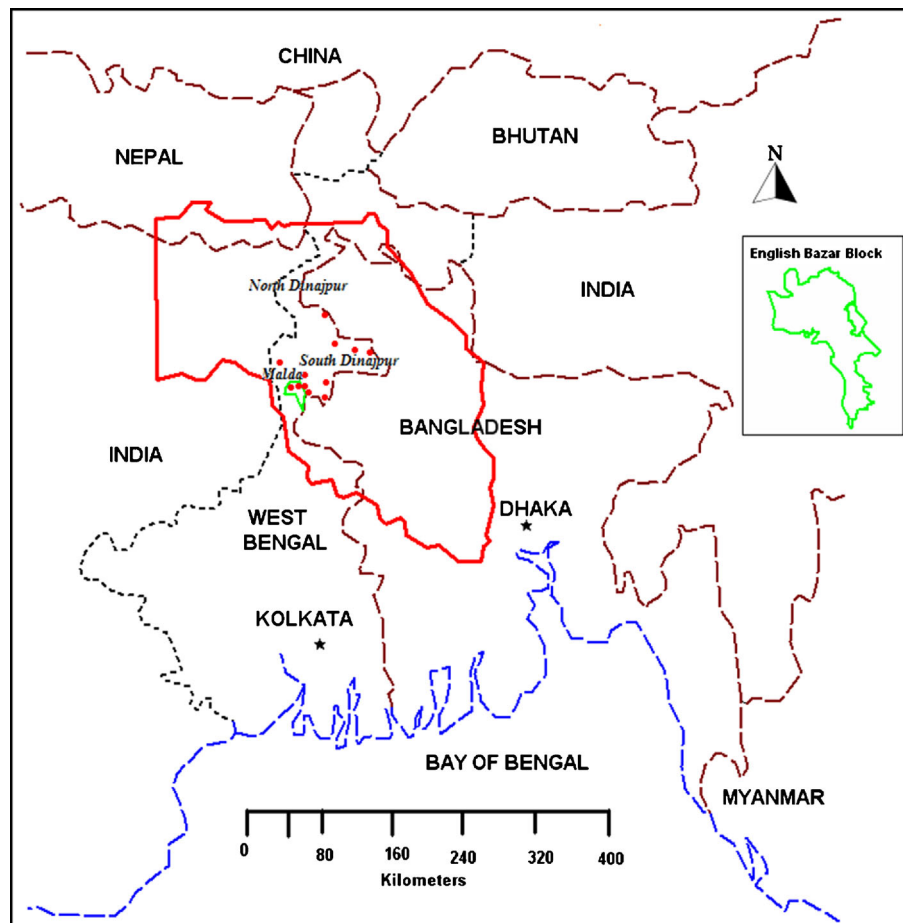 CHINA
BHUTAN
NEPAL
N
English Bazar Block
INDIA
North Dinajpur
South Dinajpur
Malda
BANGLADESH
INDIA
DHAKA
WEST
BENGAL
KOLKATA
BAY OF BENGAL
MYANMAR
0 80 160 240 320 400
Kilometers